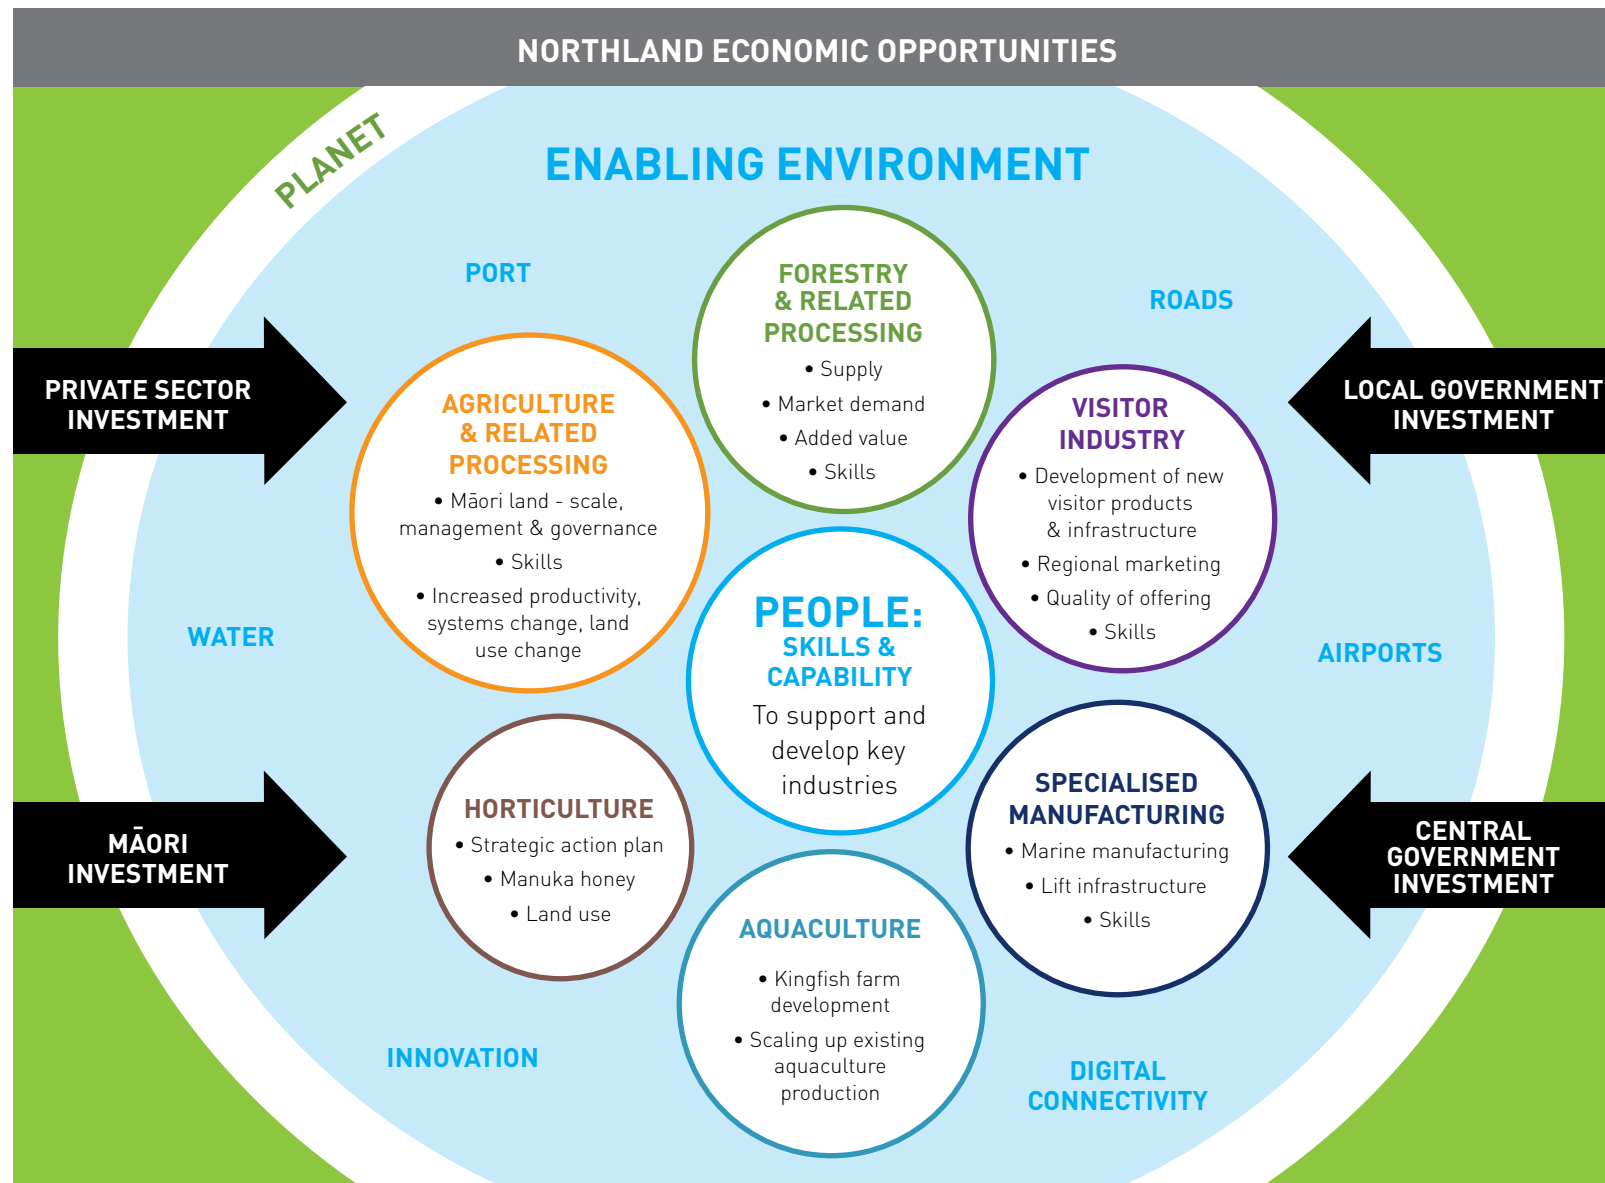 NORTHLAND ECONOMIC OPPORTUNITIES
PLANET
ENABLING ENVIRONMENT
PORT
ROADS
WATER
AIRPORTS
INNOVATION
DIGITAL
CONNECTIVITY
PRIVATE SECTOR
INVESTMENT
LOCAL GOVERNMENT
INVESTMENT
MĀORI
INVESTMENT
CENTRAL
GOVERNMENT
INVESTMENT
FORESTRY
& RELATED
PROCESSING
• Supply
• Market demand
• Added value
• Skills
AGRICULTURE
& RELATED
PROCESSING
• Māori land - scale,
management & governance
• Skills
• Increased productivity,
systems change, land
use change
VISITOR
INDUSTRY
• Development of new
visitor products
& infrastructure
• Regional marketing
• Quality of offering
• Skills
PEOPLE:
SKILLS &
CAPABILITY
To support and
develop key
industries
HORTICULTURE
• Strategic action plan
• Manuka honey
• Land use
SPECIALISED
MANUFACTURING
• Marine manufacturing
• Lift infrastructure
• Skills
AQUACULTURE
• Kingfish farm
development
• Scaling up existing
aquaculture
production